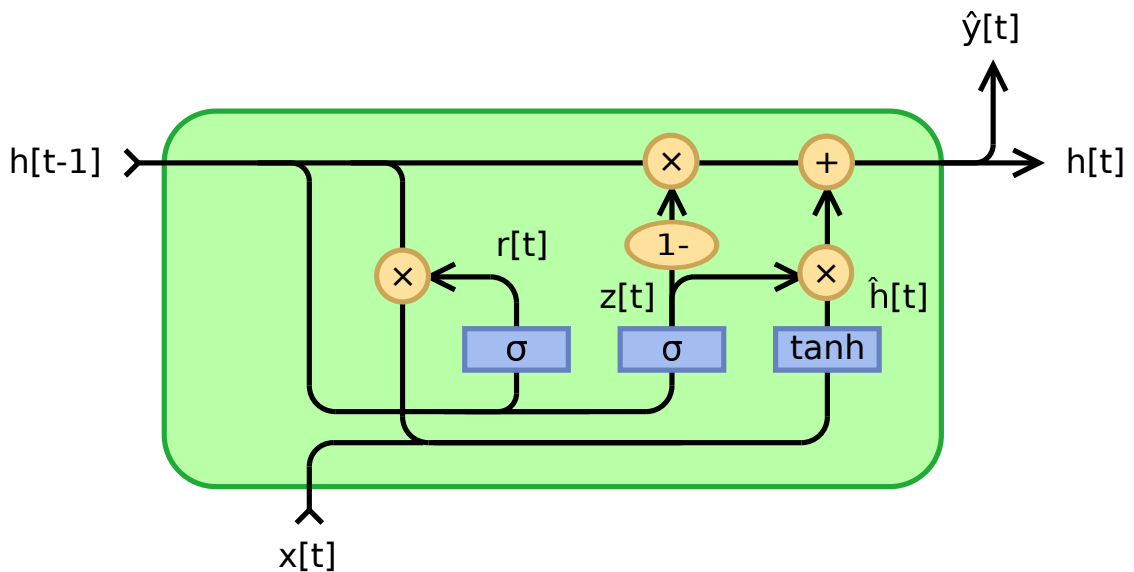 ŷ[t]
h[t-1]
×
+
h[t]
r[t]
1-
×
z[t]
×
ĥ[t]
σ
σ
tanh
x[t]